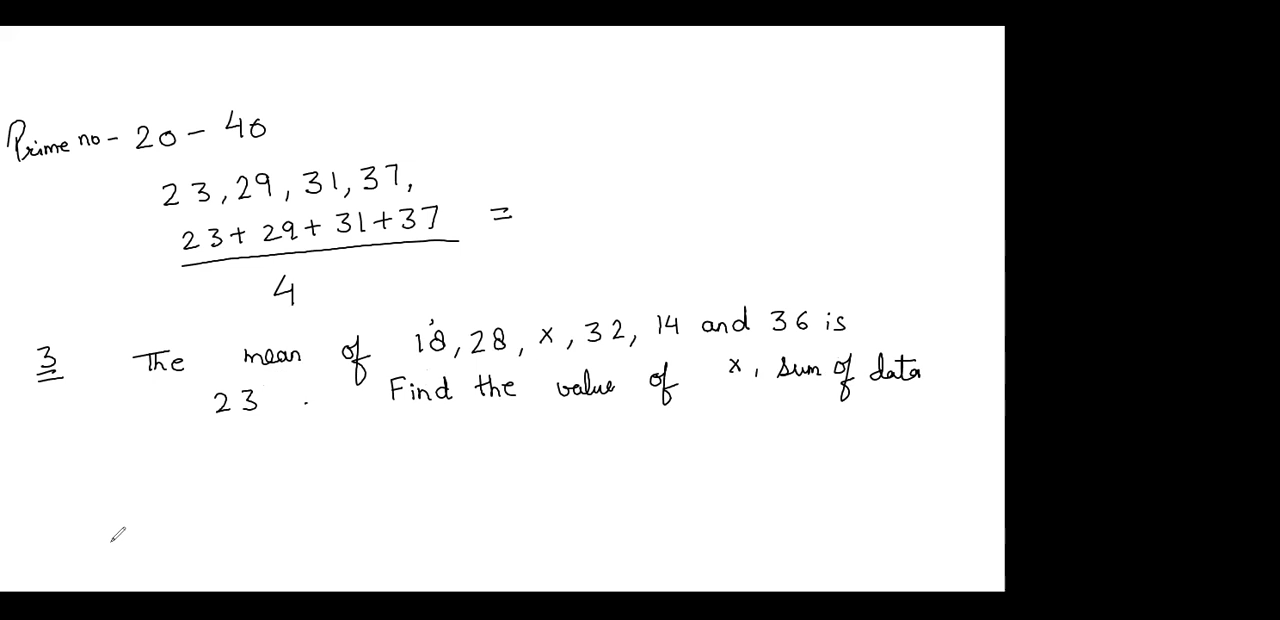 Prime no - 20 - 40
23, 29, 31, 37,
23 + 29 + 31 + 37 =
4
3 The mean of 18, 28, x, 32, 14 and 36 is
23. Find the value of x, sum of data